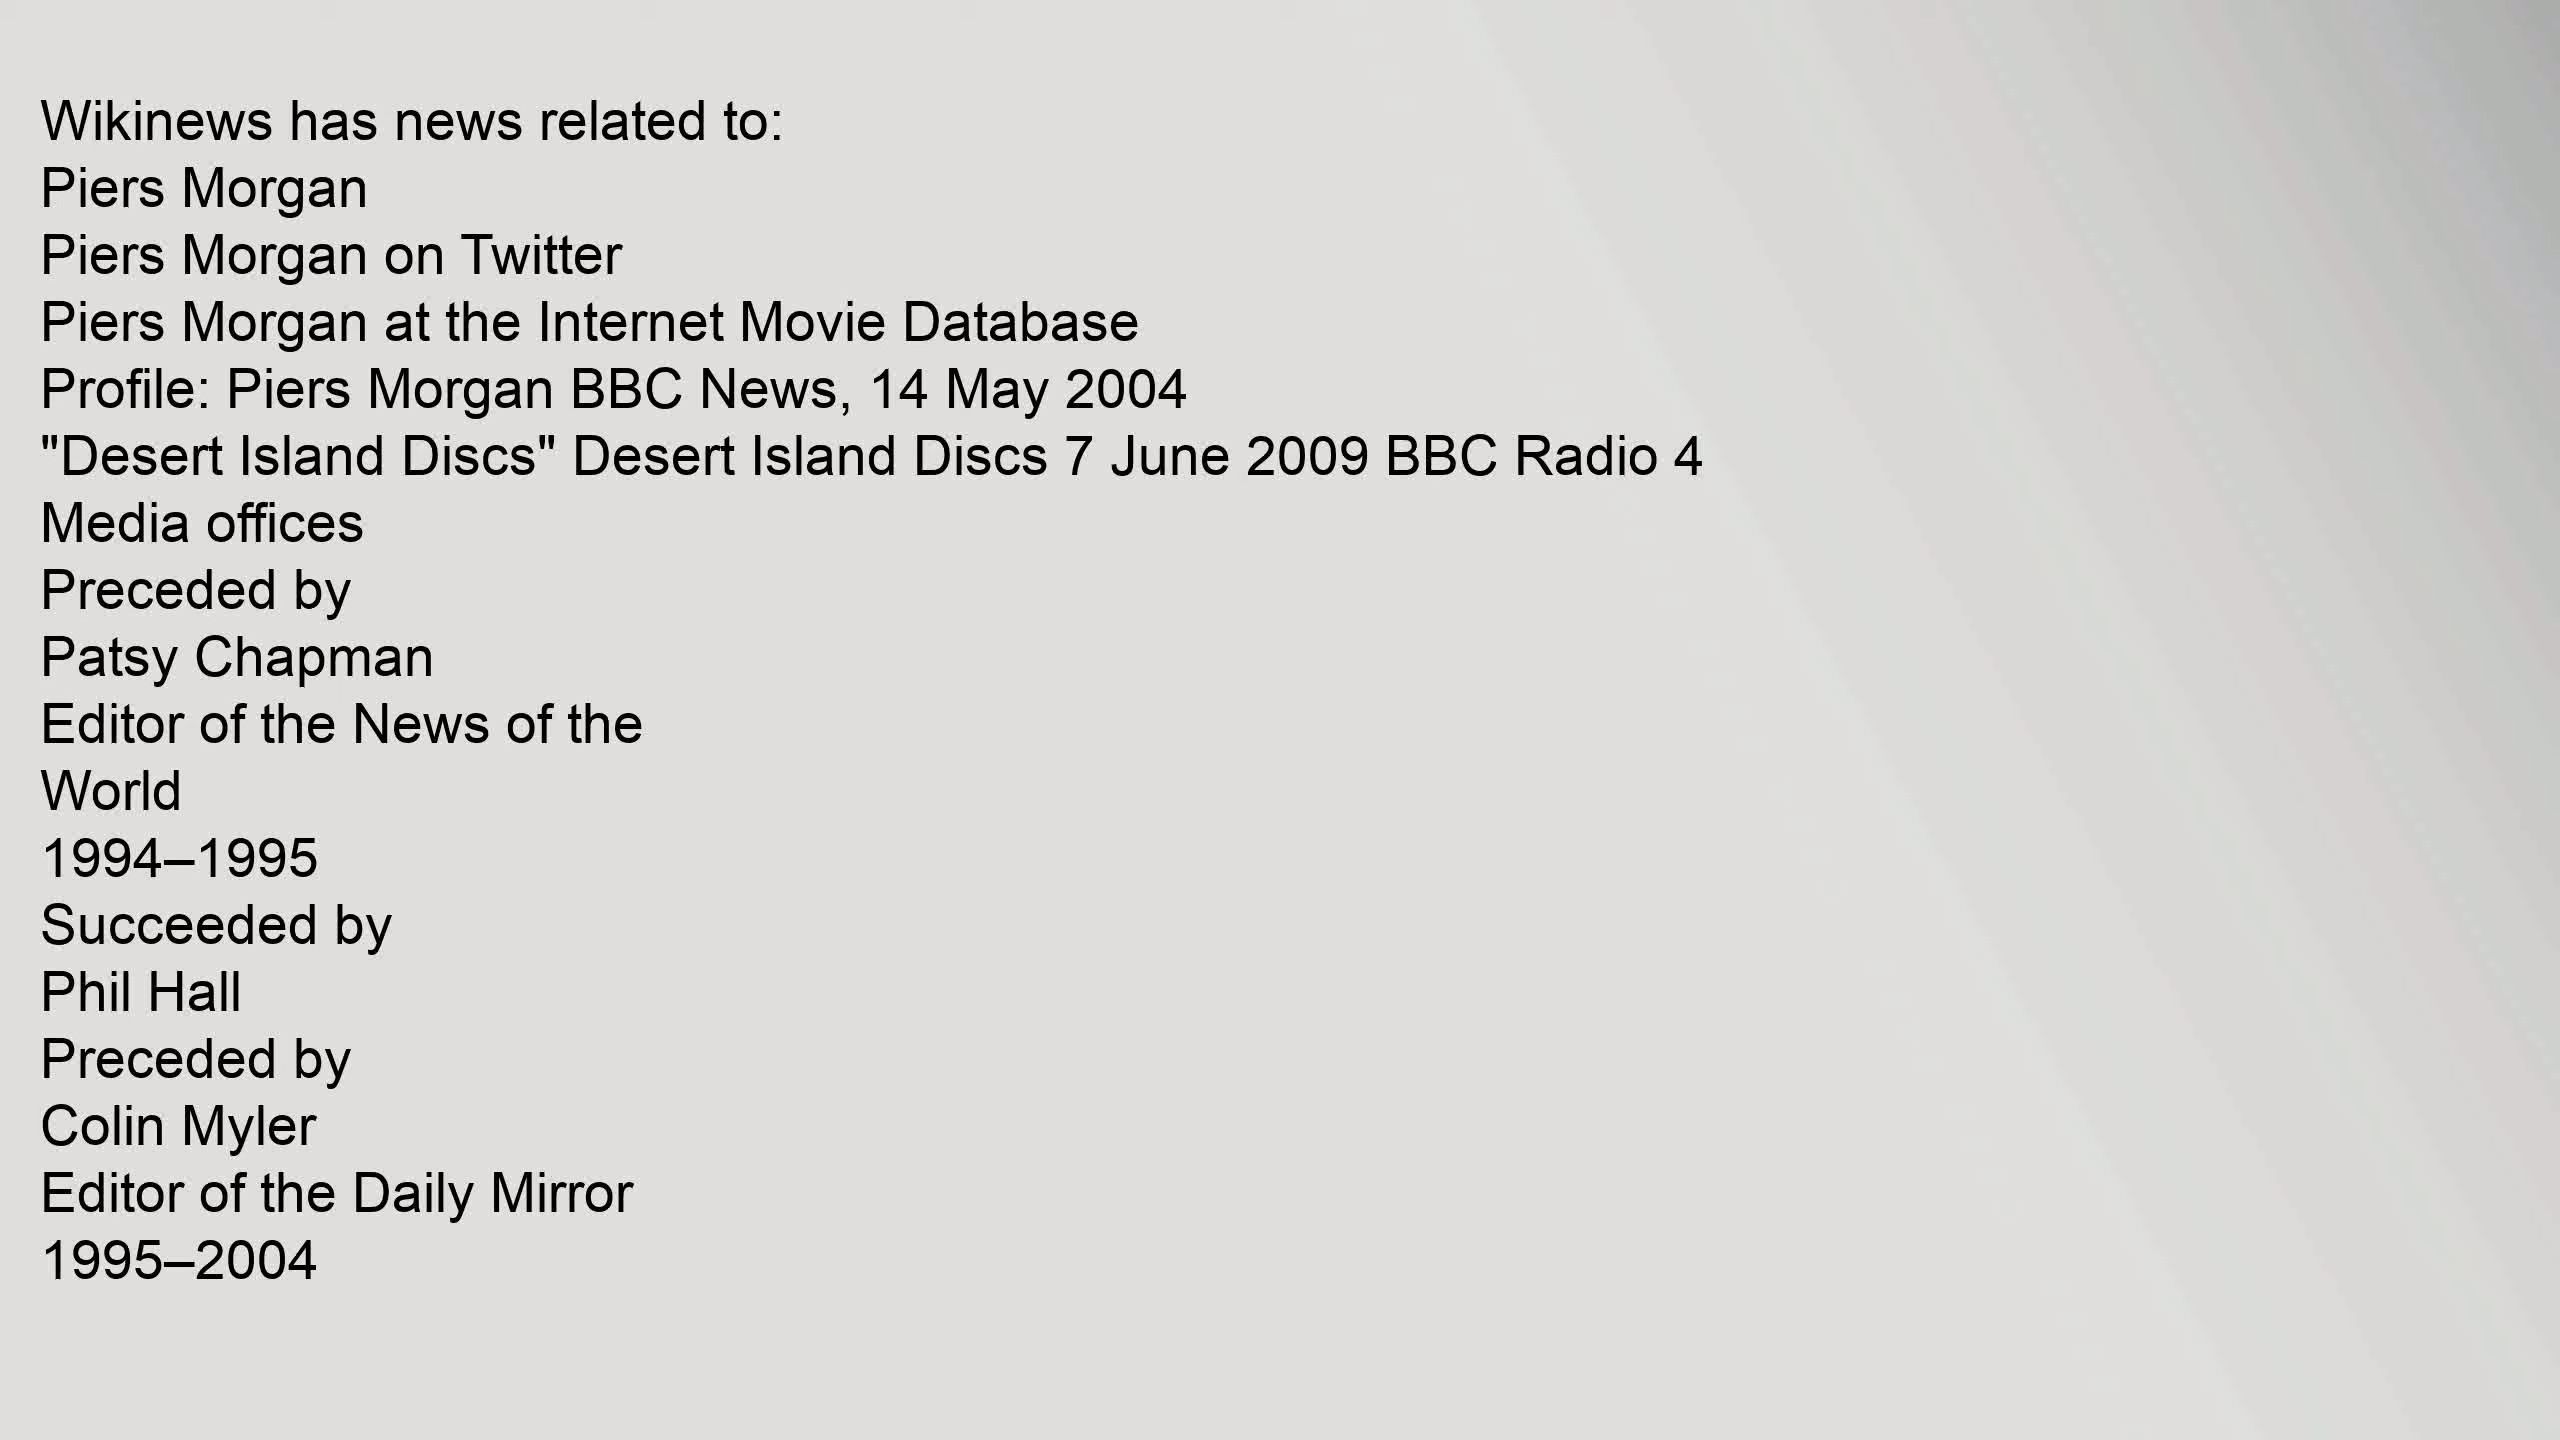 Wikinews has news related to:
Piers Morgan
Piers Morgan on Twitter
Piers Morgan at the Internet Movie Database
Profile: Piers Morgan BBC News, 14 May 2004
"Desert Island Discs" Desert Island Discs 7 June 2009 BBC Radio 4
Media offices
Preceded by
Patsy Chapman
Editor of the News of the
World
1994–1995
Succeeded by
Phil Hall
Preceded by
Colin Myler
Editor of the Daily Mirror
1995–2004